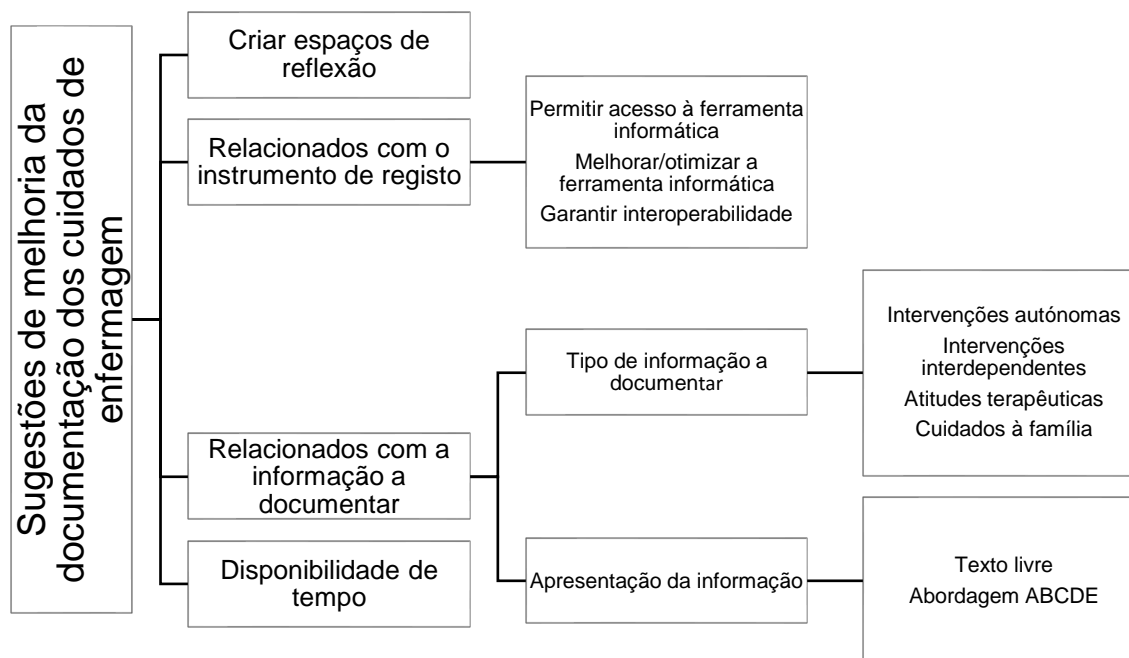 Sugestões de melhoria da
documentação dos cuidados de
enfermagem
Criar espaços de
reflexão
Relacionados com o
instrumento de registo
Permitir acesso à ferramenta
informática
Melhorar/otimizar a
ferramenta informática
Garantir interoperabilidade
Relacionados com a
informação a
documentar
Tipo de informação a
documentar
Intervenções autónomas
Intervenções
interdependentes
Atitudes terapêuticas
Cuidados à família
Apresentação da informação
Texto livre
Abordagem ABCDE
Disponibilidade de
tempo